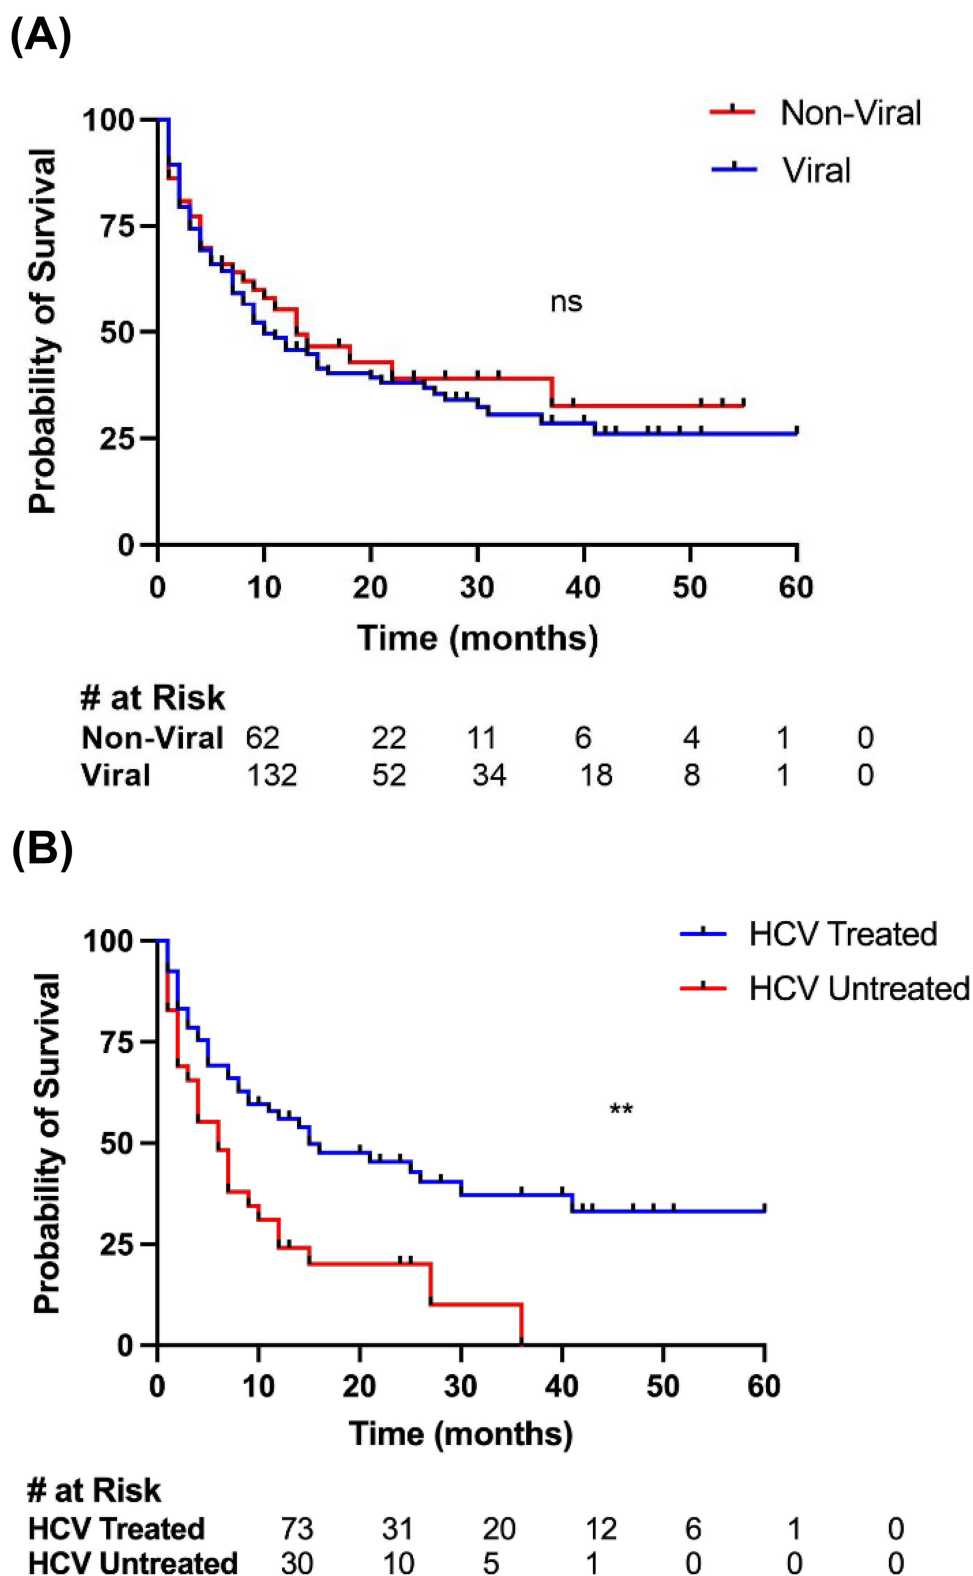 (A)
Non-Viral
Viral
Probability of Survival
100
75
50
25
0
ns
0 10 20 30 40 50 60
Time (months)
# at Risk
Non-Viral 62 22 11 6 4 1 0
Viral 132 52 34 18 8 1 0
(B)
HCV Treated
HCV Untreated
Probability of Survival
100
75
50
25
0
**
0 10 20 30 40 50 60
Time (months)
# at Risk
HCV Treated 73 31 20 12 6 1 0
HCV Untreated 30 10 5 1 0 0 0